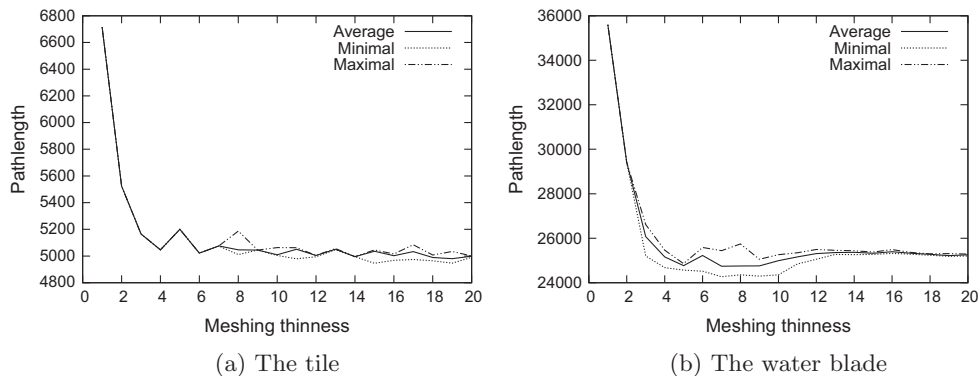 6800
6600
6400
6200
6000
5800
5600
5400
5200
5000
4800
Pathlength
Average
Minimal
Maximal
0 2 4 6 8 10 12 14 16 18 20
Meshing thinness
(a) The tile
36000
34000
32000
30000
28000
26000
24000
Pathlength
Average
Minimal
Maximal
0 2 4 6 8 10 12 14 16 18 20
Meshing thinness
(b) The water blade